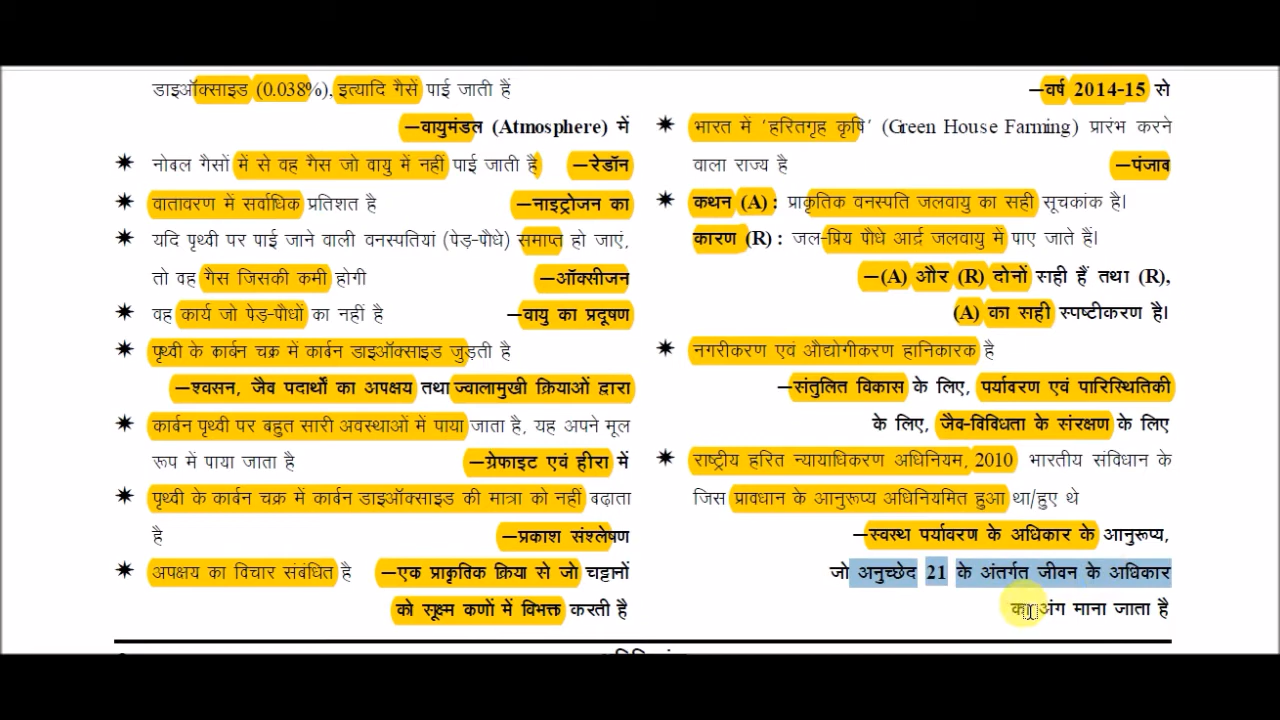 डाइऑक्साइड (0.038%), इत्यादि गैसें पाई जाती हैं
–वायुमंडल (Atmosphere) में
✷ नोबल गैसों में से वह गैस जो वायु में नहीं पाई जाती है –रेडॉन
✷ वातावरण में सर्वाधिक प्रतिशत है –नाइट्रोजन का
✷ यदि पृथ्वी पर पाई जाने वाली वनस्पतियां (पेड़-पौधे) समाप्त हो जाएं,
तो वह गैस जिसकी कमी होगी –ऑक्सीजन
✷ वह कार्य जो पेड़-पौधों का नहीं है –वायु का प्रदूषण
✷ पृथ्वी के कार्बन चक्र में कार्बन डाइऑक्साइड जुड़ती है
–श्वसन, जैव पदार्थों का अपक्षय तथा ज्वालामुखी क्रियाओं द्वारा
✷ कार्बन पृथ्वी पर बहुत सारी अवस्थाओं में पाया जाता है, यह अपने मूल
रूप में पाया जाता है –ग्रेफाइट एवं हीरा में
✷ पृथ्वी के कार्बन चक्र में कार्बन डाइऑक्साइड की मात्रा को नहीं बढ़ाता
है –प्रकाश संश्लेषण
✷ अपक्षय का विचार संबंधित है –एक प्राकृतिक क्रिया से जो चट्टानों
को सूक्ष्म कणों में विभक्त करती है
–वर्ष 2014-15 से
✷ भारत में 'हरितगृह कृषि' (Green House Farming) प्रारंभ करने
वाला राज्य है –पंजाब
✷ कथन (A) : प्राकृतिक वनस्पति जलवायु का सही सूचकांक है।
कारण (R) : जल-प्रिय पौधे आर्द्र जलवायु में पाए जाते हैं।
–(A) और (R) दोनों सही हैं तथा (R),
(A) का सही स्पष्टीकरण है।
✷ नगरीकरण एवं औद्योगीकरण हानिकारक है
–संतुलित विकास के लिए, पर्यावरण एवं पारिस्थितिकी
के लिए, जैव-विविधता के संरक्षण के लिए
✷ राष्ट्रीय हरित न्यायाधिकरण अधिनियम, 2010 भारतीय संविधान के
जिस प्रावधान के आनुरूप्य अधिनियमित हुआ था/हुए थे
–स्वस्थ पर्यावरण के अधिकार के आनुरूप्य,
जो अनुच्छेद 21 के अंतर्गत जीवन के अधिकार
का अंग माना जाता है